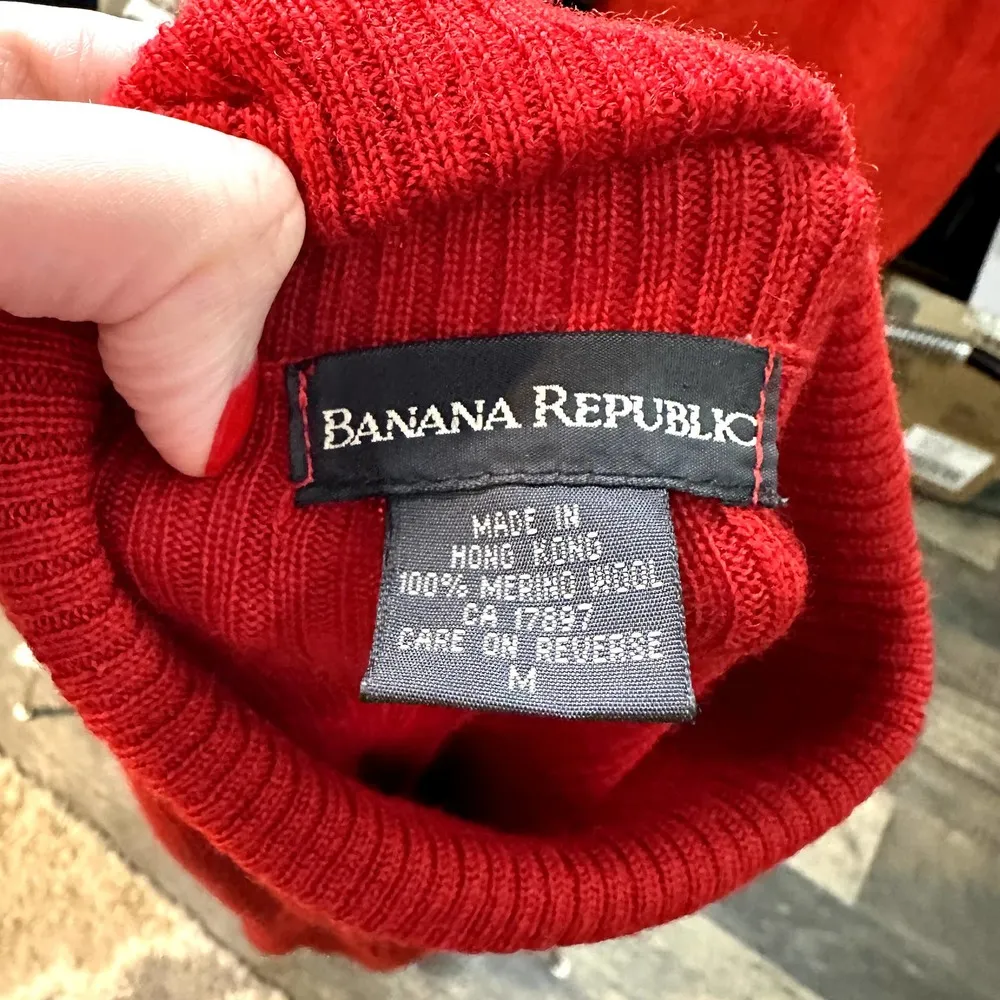 BANANA REPUBLIC
MADE IN
HONG KONG
100% MERINO WOOL
CA 17897
CARE ON REVERSE
M